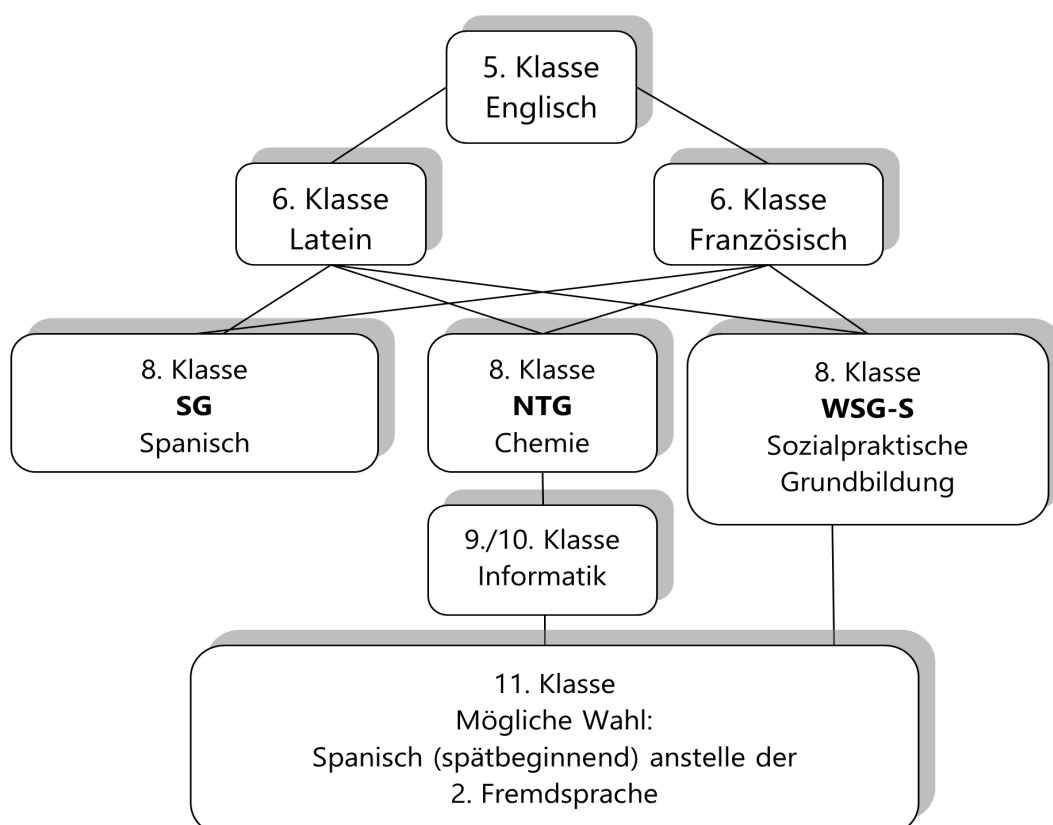 5. Klasse
Englisch
6. Klasse
Latein
6. Klasse
Französisch
8. Klasse
SG
Spanisch
8. Klasse
NTG
Chemie
8. Klasse
WSG-S
Sozialpraktische
Grundbildung
9./10. Klasse
Informatik
11. Klasse
Mögliche Wahl:
Spanisch (spätbeginnend) anstelle der
2. Fremdsprache